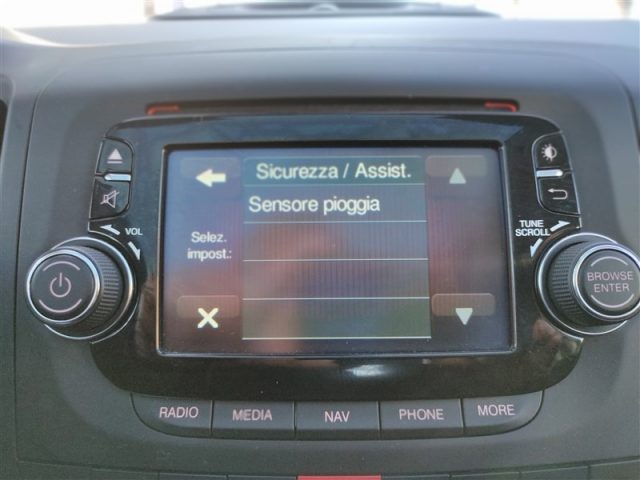 Sicurezza / Assist.
Sensore pioggia
Selez.
impost.:
VOL
TUNE
SCROLL
BROWSE
ENTER
RADIO
MEDIA
NAV
PHONE
MORE